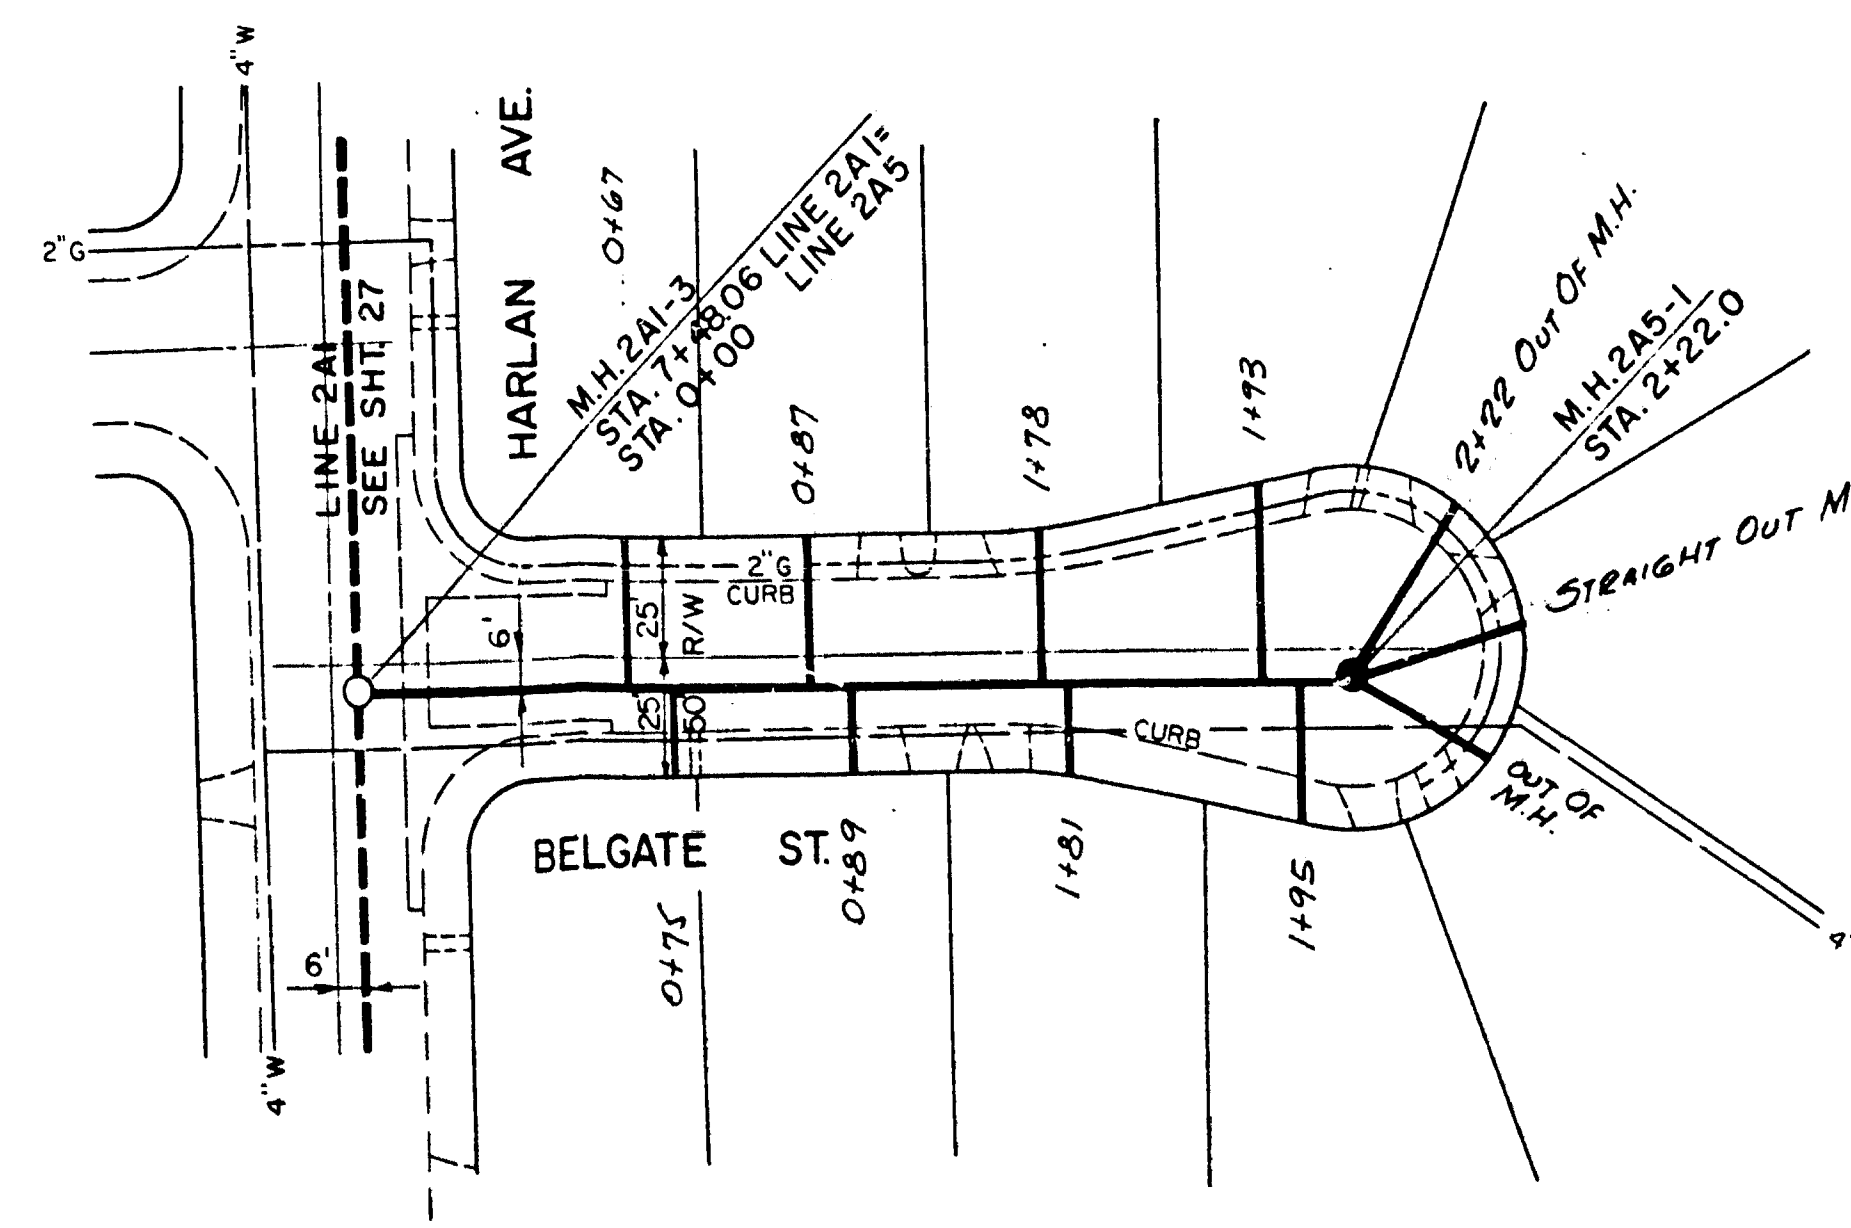 4" W
2" G
LINE 2A1
SEE SHT. 27
HARLAN AVE.
0+67
M.H. 2A1-3
STA. 7+48.06 LINE 2A1=
STA. 0+00 LINE 2A5
0+87
1+78
1+93
2+22 OUT OF M.H.
M.H. 2A5-1
STA. 2+22.0
STRAIGHT OUT M
2" G
CURB
6'
25'
R/W
25'
50'
CURB
OUT OF
M.H.
BELGATE ST.
0+75
0+89
1+81
1+95
6'
4" W
4"